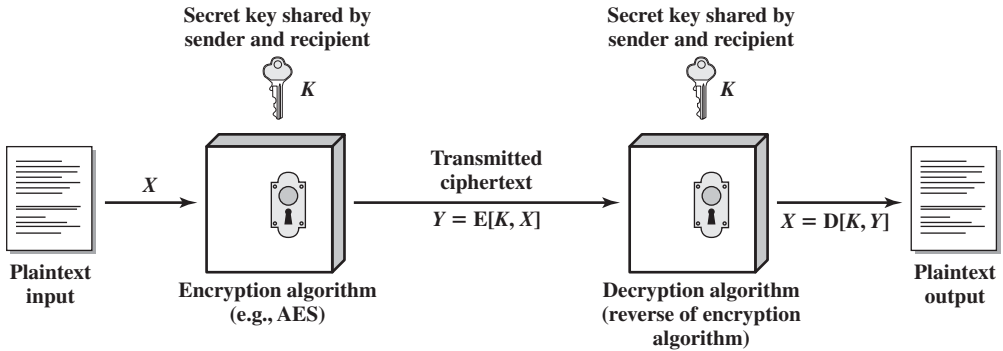 Secret key shared by
sender and recipient
K
Secret key shared by
sender and recipient
K
X
Transmitted
ciphertext
Y = E[K, X]
X = D[K, Y]
Plaintext
input
Encryption algorithm
(e.g., AES)
Decryption algorithm
(reverse of encryption
algorithm)
Plaintext
output